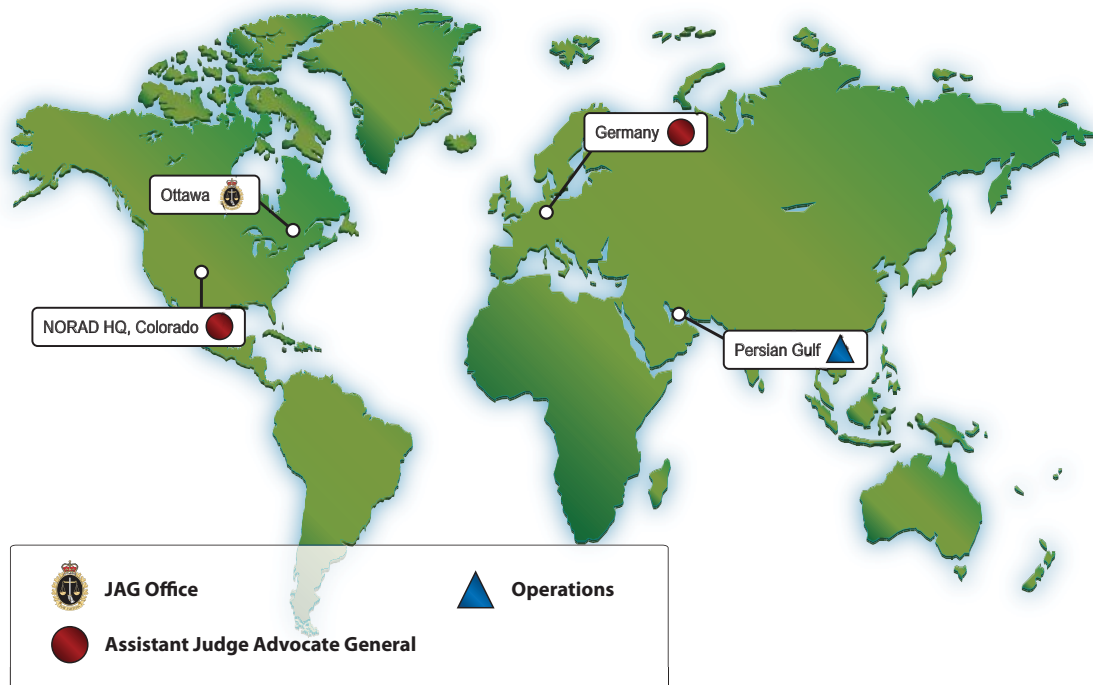 Germany
Ottawa
NORAD HQ, Colorado
Persian Gulf
JAG Office
Operations
Assistant Judge Advocate General